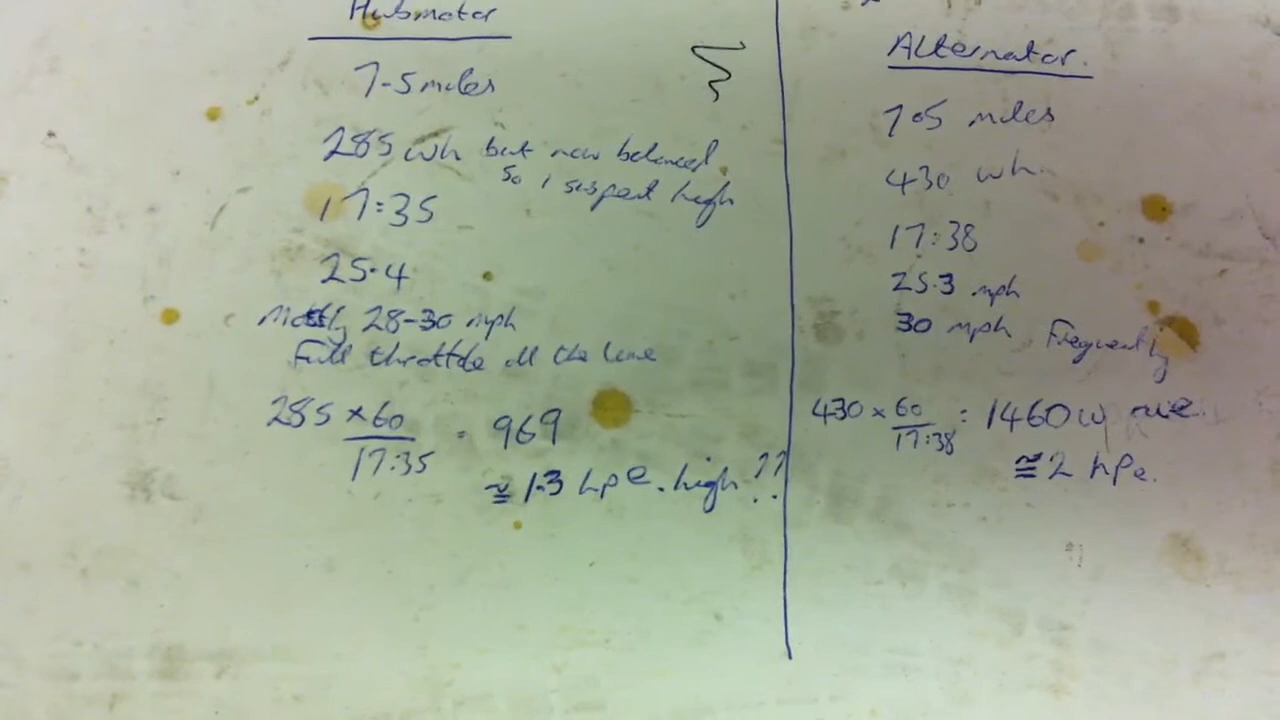 Hubmotor
7.5 miles
285 wh but now balanced
so I suspect high
17:35
25.4
Mostly 28-30 mph
Full throttle all the time
285 x 60
17:35
= 969
≅ 1.3 hpe. high ??
Alternator.
7.05 miles
430 wh.
17:38
25.3 mph
30 mph Frequently
430 x 60 = 1460w ave.
17:38
≅ 2 hpe.